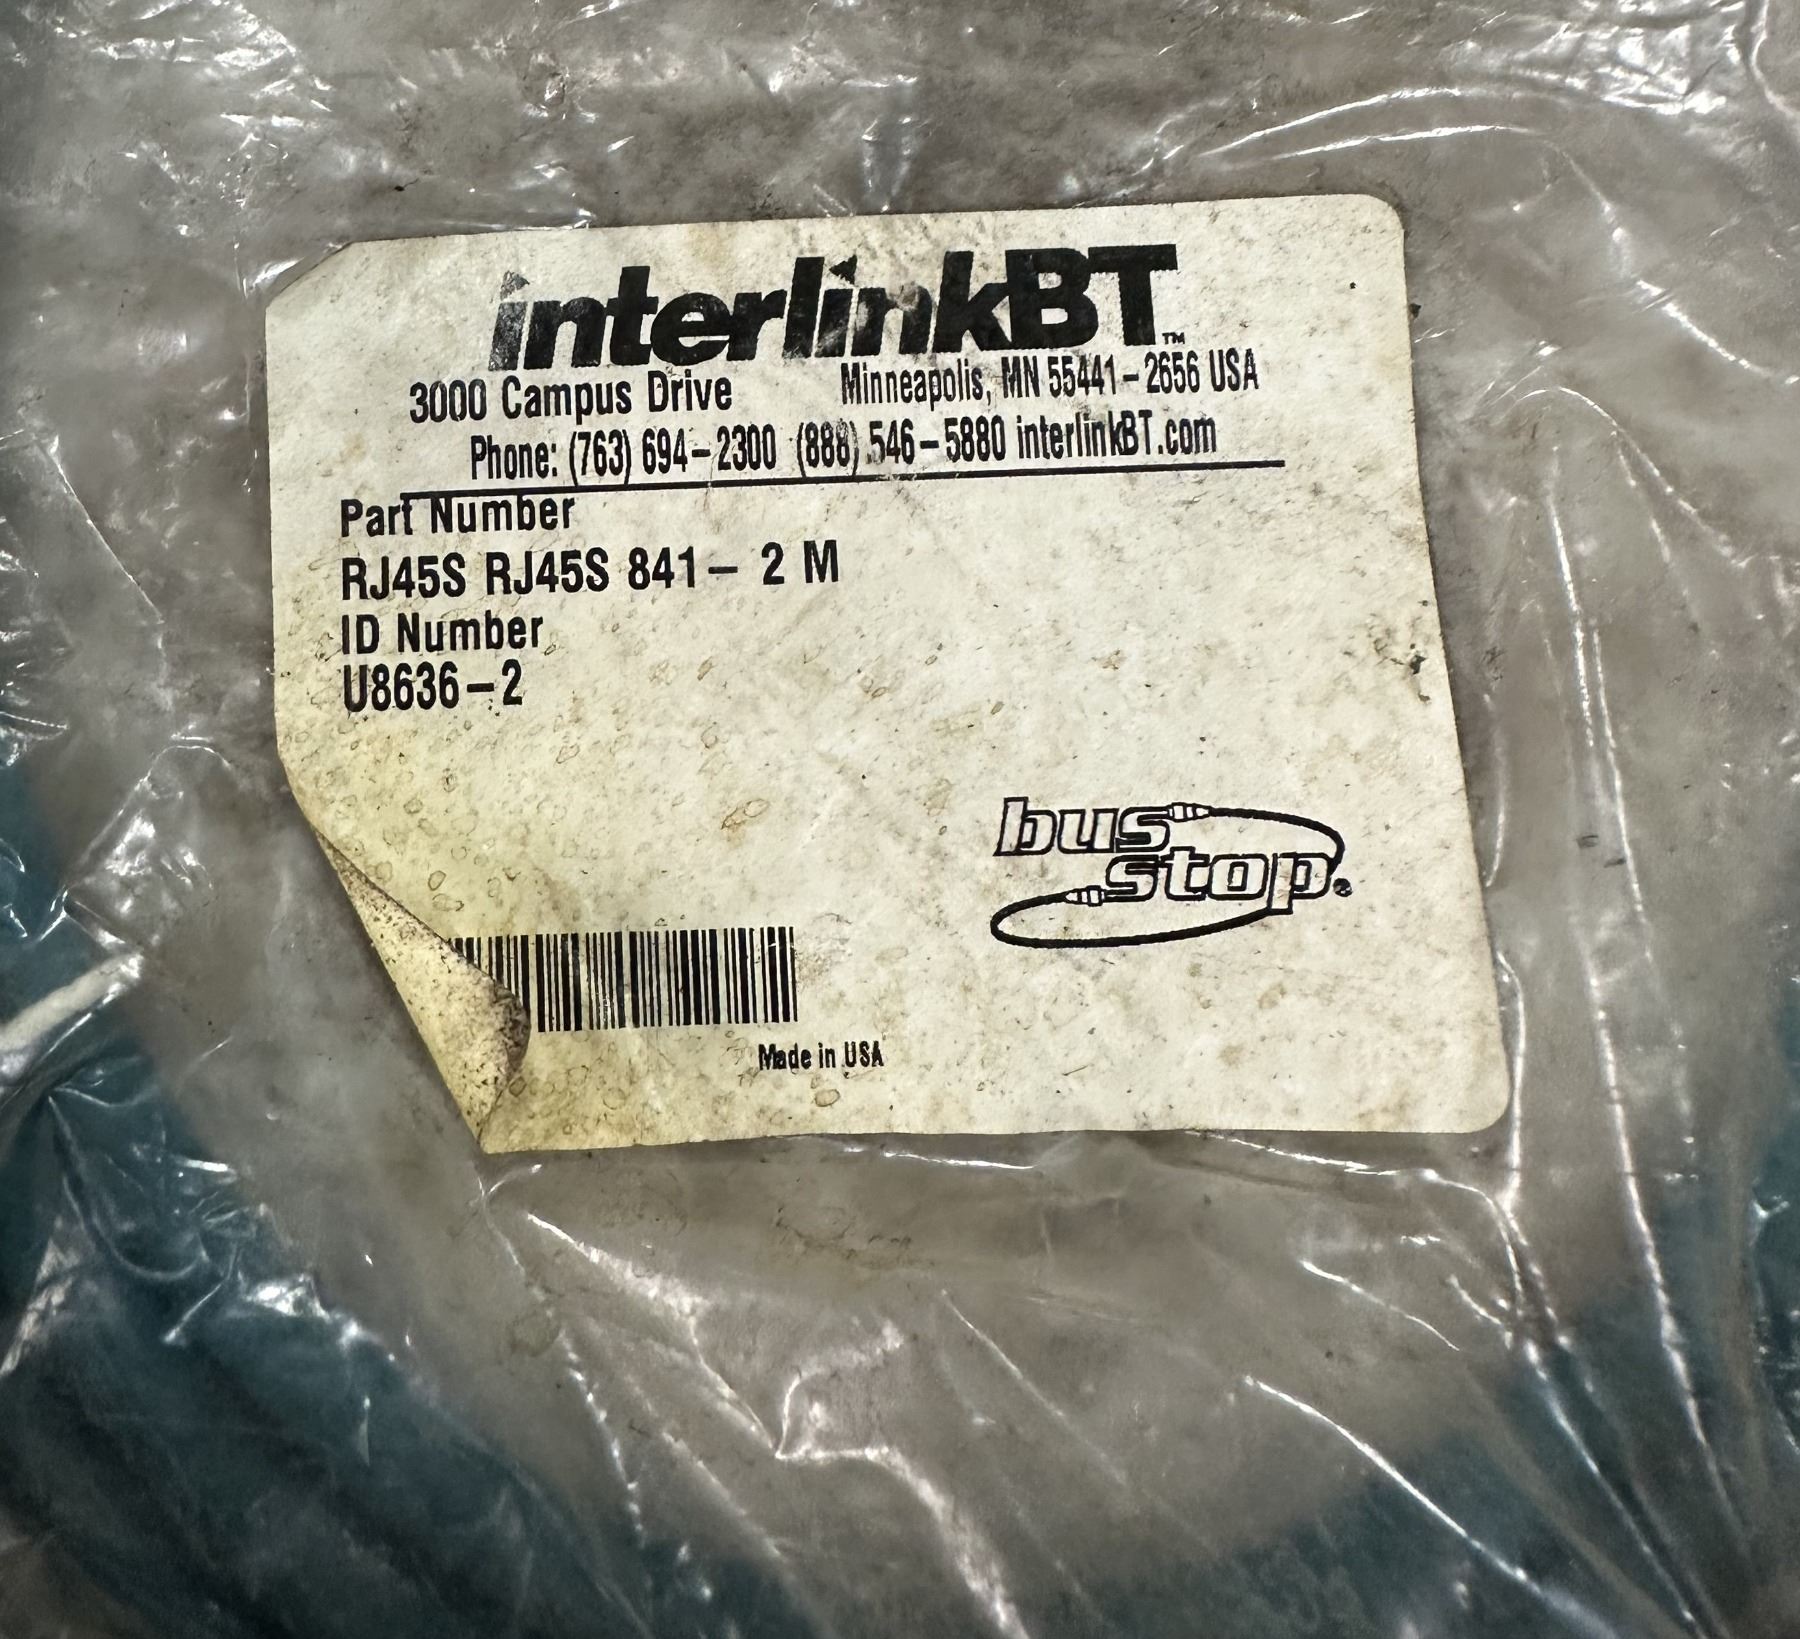 interlinkBT™
3000 Campus Drive Minneapolis, MN 55441-2656 USA
Phone: (763) 694-2300 (888) 546-5880 interlinkBT.com
Part Number
RJ45S RJ45S 841- 2 M
ID Number
U8636-2
bus
stop®
Made in USA